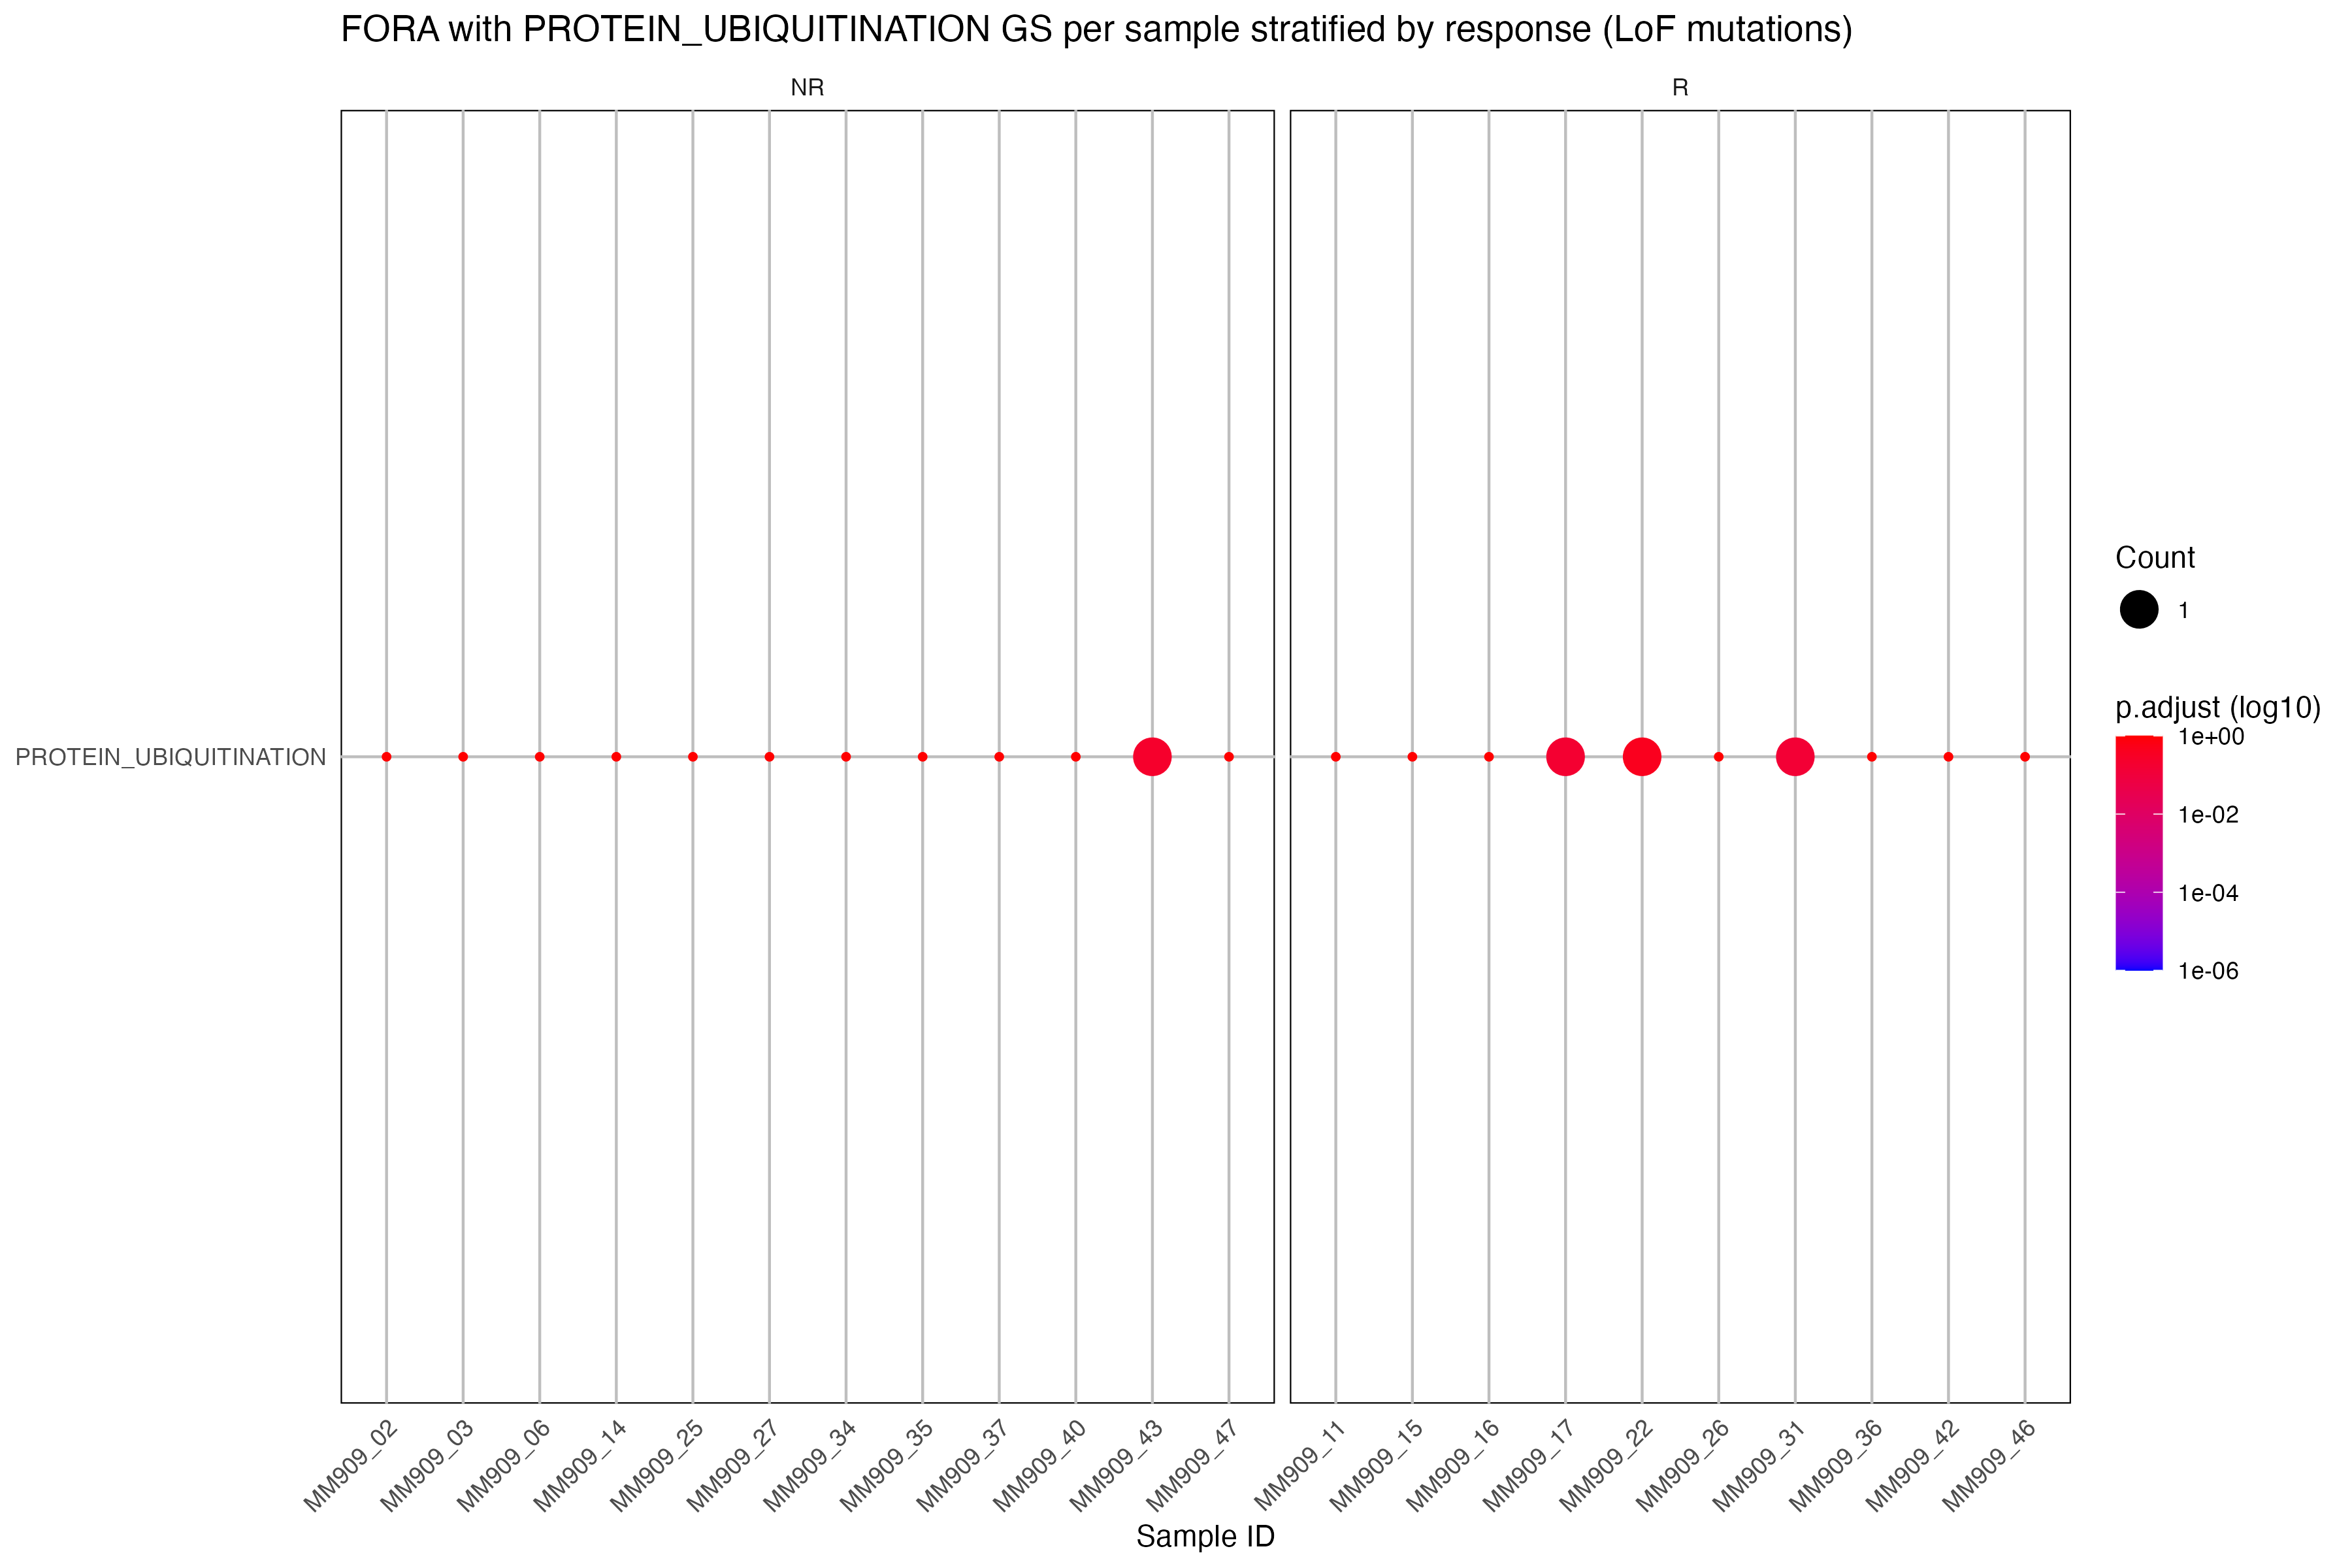 FORA with PROTEIN_UBIQUITINATION GS per sample stratified by response (LoF mutations)
NR
R
PROTEIN_UBIQUITINATION
Count
1
p.adjust (log10)
1e+00
1e-02
1e-04
1e-06
MM909_02
MM909_03
MM909_06
MM909_14
MM909_25
MM909_27
MM909_34
MM909_35
MM909_37
MM909_40
MM909_43
MM909_47
MM909_11
MM909_15
MM909_16
MM909_17
MM909_22
MM909_26
MM909_31
MM909_36
MM909_42
MM909_46
Sample ID